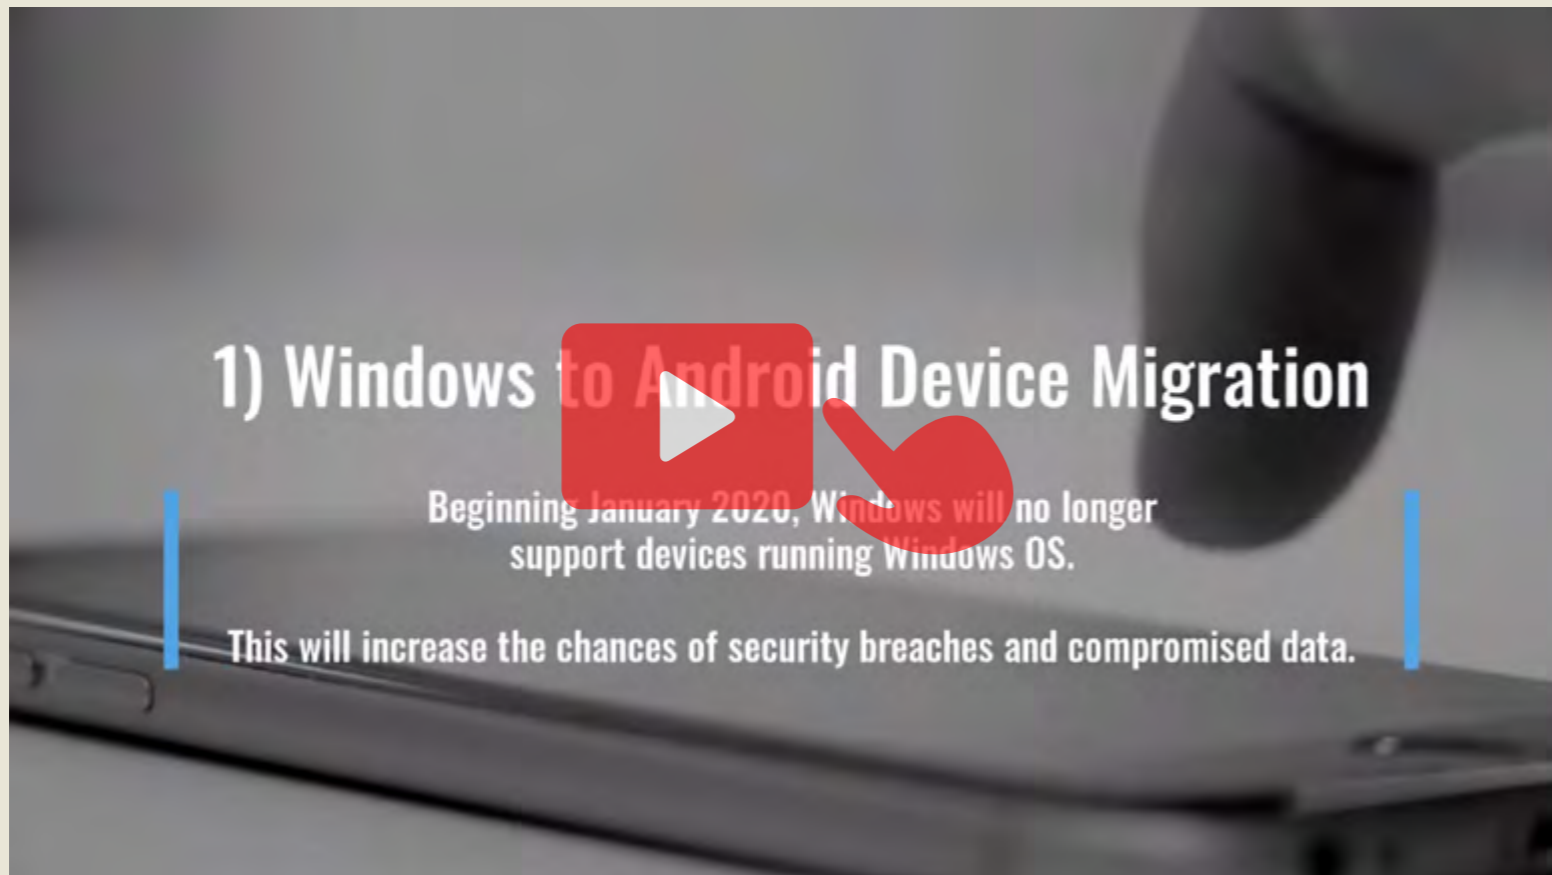 1) Windows to Android Device Migration
Beginning January 2020, Windows will no longer
support devices running Windows OS.
This will increase the chances of security breaches and compromised data.